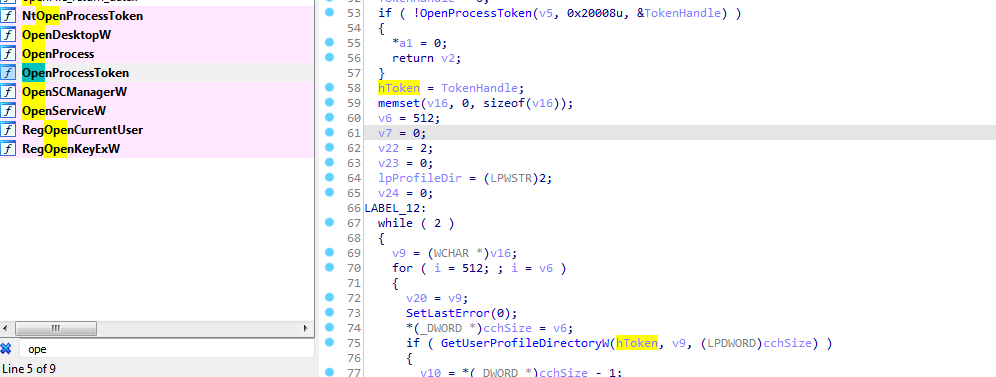 NtOpenProcessToken
OpenDesktopW
OpenProcess
OpenProcessToken
OpenSCManagerW
OpenServiceW
RegOpenCurrentUser
RegOpenKeyExW
ope
Line 5 of 9
53 if ( !OpenProcessToken(v5, 0x20008u, &TokenHandle) )
54 {
55 *a1 = 0;
56 return v2;
57 }
58 hToken = TokenHandle;
59 memset(v16, 0, sizeof(v16));
60 v6 = 512;
61 v7 = 0;
62 v22 = 2;
63 v23 = 0;
64 lpProfileDir = (LPWSTR)2;
65 v24 = 0;
66 LABEL_12:
67 while ( 2 )
68 {
69 v9 = (WCHAR *)v16;
70 for ( i = 512; ; i = v6 )
71 {
72 v20 = v9;
73 SetLastError(0);
74 *(_DWORD *)cchSize = v6;
75 if ( GetUserProfileDirectoryW(hToken, v9, (LPDWORD)cchSize) )
76 {
77 v10 = *(_DWORD *)cchSize - 1;